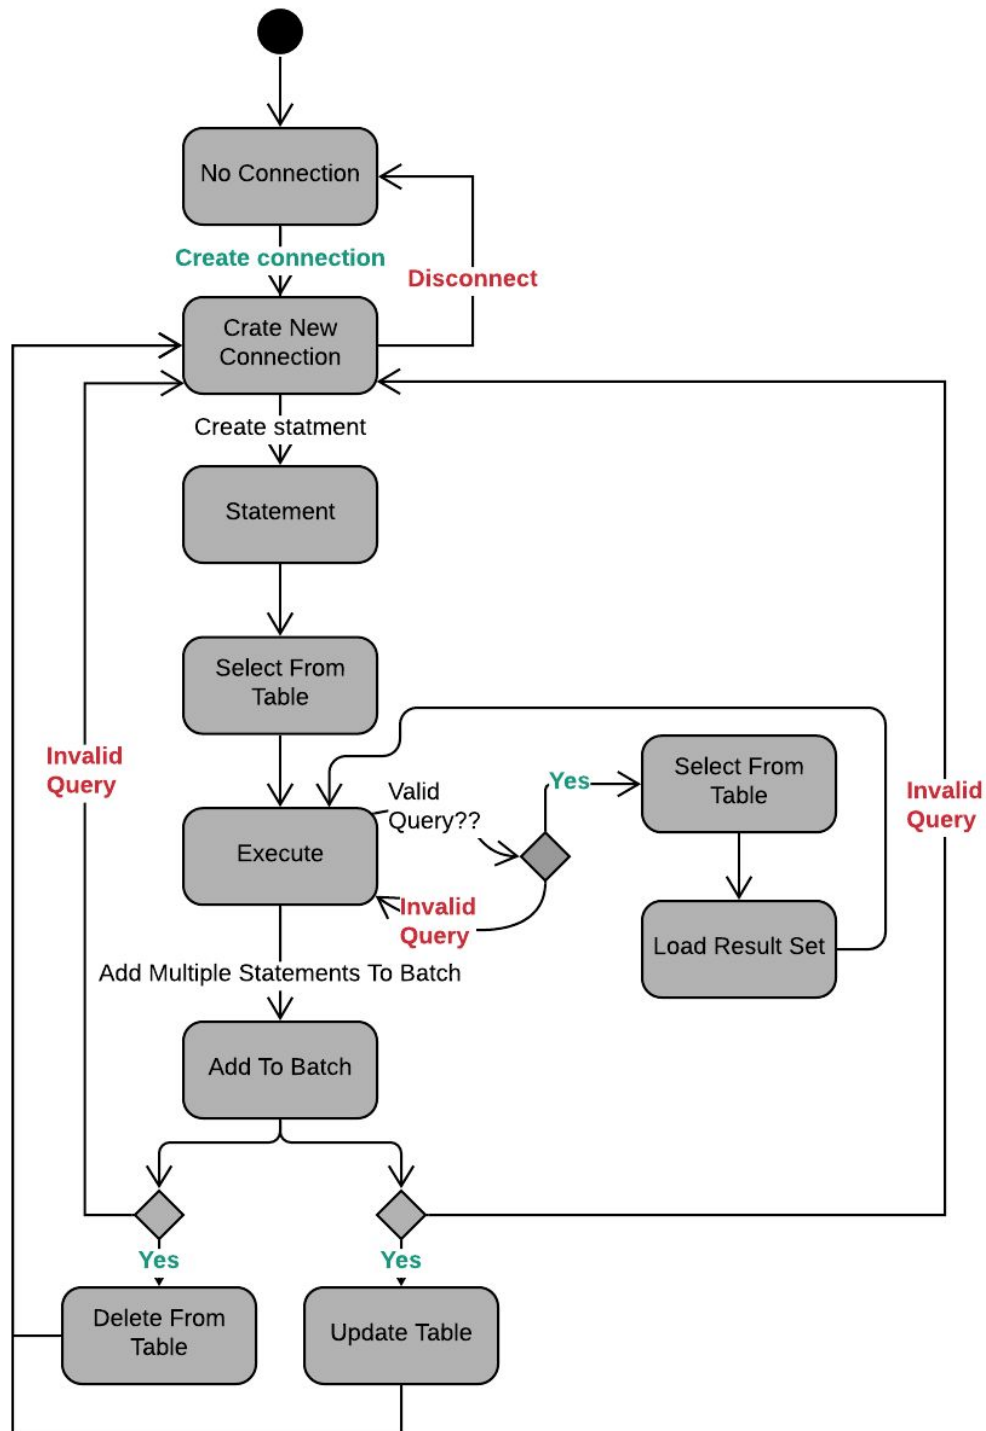 No Connection
Create connection
Disconnect
Crate New
Connection
Create statment
Statement
Select From
Table
Invalid
Query
Valid
Query??
Yes
Select From
Table
Invalid
Query
Execute
Invalid
Query
Load Result Set
Add Multiple Statements To Batch
Add To Batch
Yes
Yes
Delete From
Table
Update Table